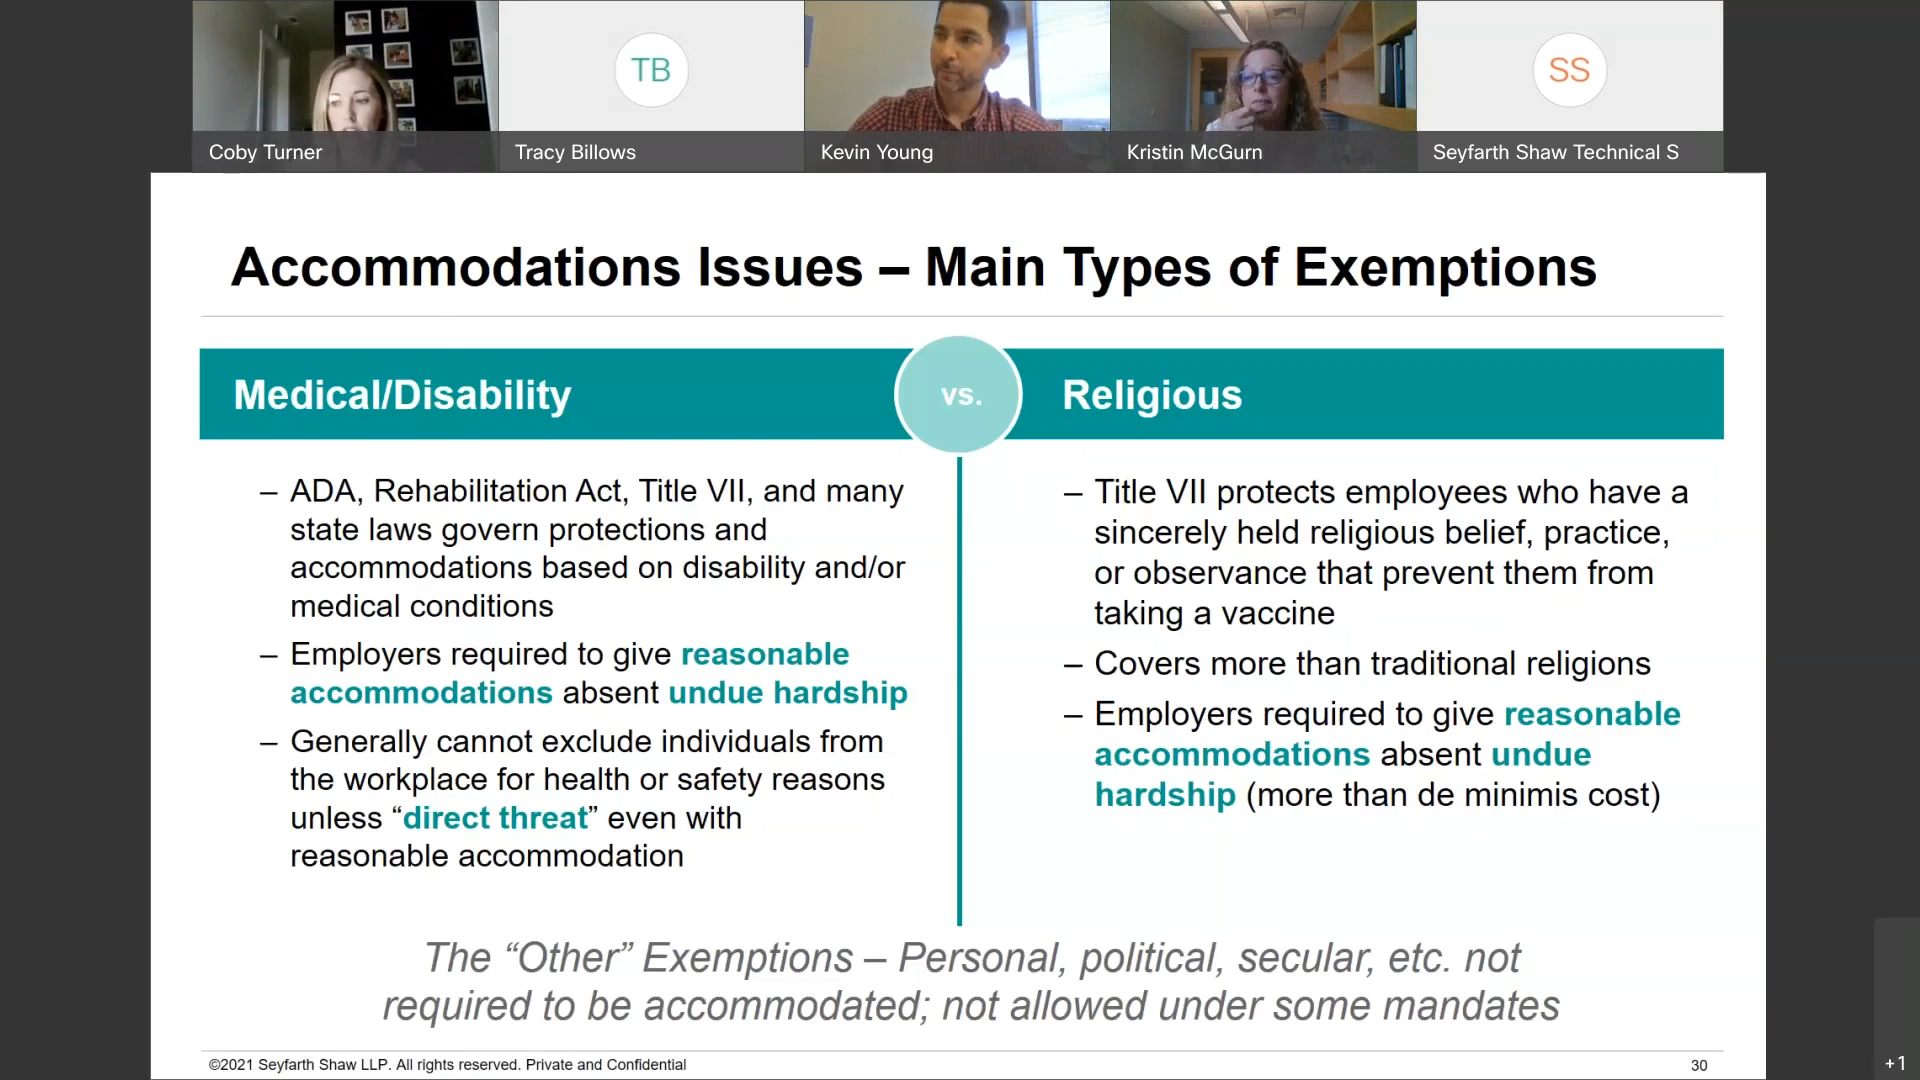 TB
SS
Coby Turner
Tracy Billows
Kevin Young
Kristin McGurn
Seyfarth Shaw Technical S
Accommodations Issues – Main Types of Exemptions
Medical/Disability
vs.
Religious
– ADA, Rehabilitation Act, Title VII, and many
state laws govern protections and
accommodations based on disability and/or
medical conditions
– Employers required to give reasonable
accommodations absent undue hardship
– Generally cannot exclude individuals from
the workplace for health or safety reasons
unless “direct threat” even with
reasonable accommodation
– Title VII protects employees who have a
sincerely held religious belief, practice,
or observance that prevent them from
taking a vaccine
– Covers more than traditional religions
– Employers required to give reasonable
accommodations absent undue
hardship (more than de minimis cost)
The “Other” Exemptions – Personal, political, secular, etc. not
required to be accommodated; not allowed under some mandates
©2021 Seyfarth Shaw LLP. All rights reserved. Private and Confidential
30
+1